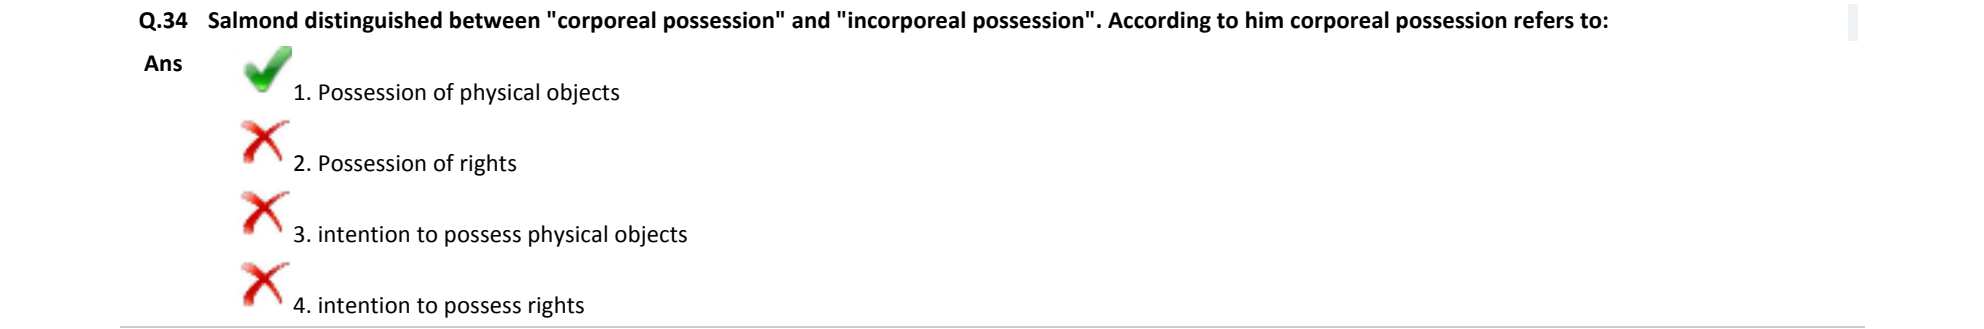 Q.34 Salmond distinguished between "corporeal possession" and "incorporeal possession". According to him corporeal possession refers to:
Ans
1. Possession of physical objects
2. Possession of rights
3. intention to possess physical objects
4. intention to possess rights